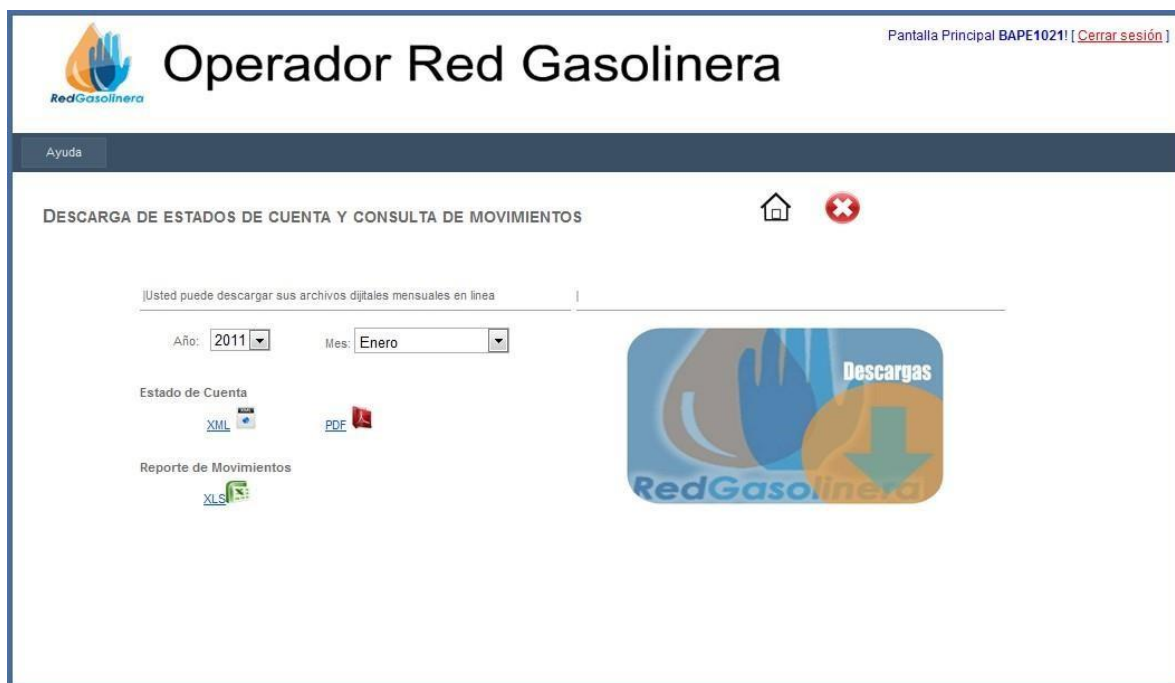 Pantalla Principal BAPE1021! [ Cerrar sesión ]
Operador Red Gasolinera
RedGasolinera
Ayuda
DESCARGA DE ESTADOS DE CUENTA Y CONSULTA DE MOVIMIENTOS
|Usted puede descargar sus archivos dijitales mensuales en linea |
Año: 2011 Mes: Enero
Descargas
Estado de Cuenta
XML PDF
Reporte de Movimientos
RedGasolinera
XLS